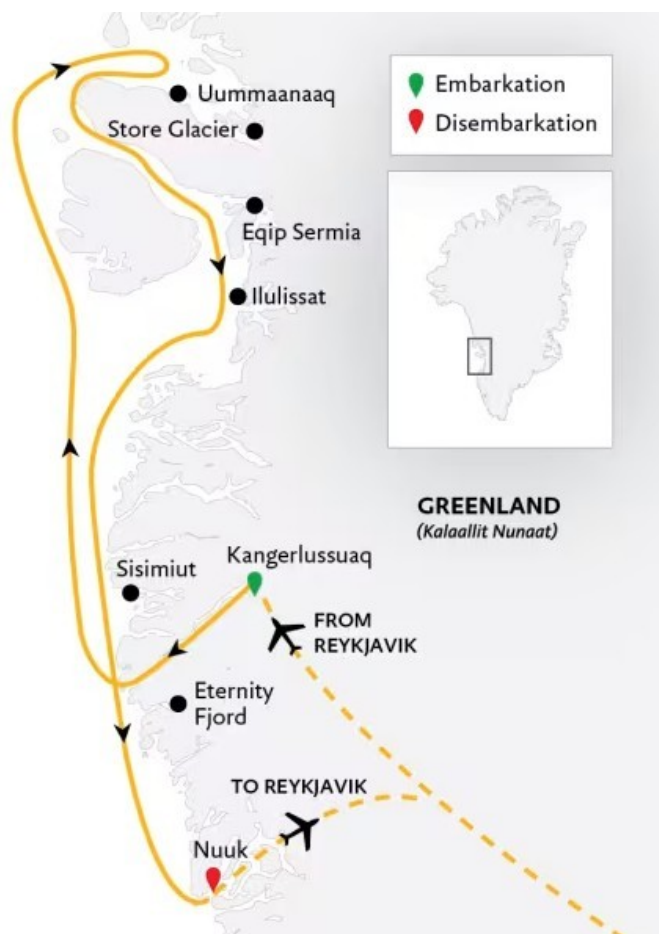 Embarkation
Disembarkation
Uummaanaaq
Store Glacier
Eqip Sermia
Ilulissat
GREENLAND
(Kalaallit Nunaat)
Kangerlussuaq
Sisimiut
FROM
REYKJAVIK
Eternity
Fjord
TO REYKJAVIK
Nuuk